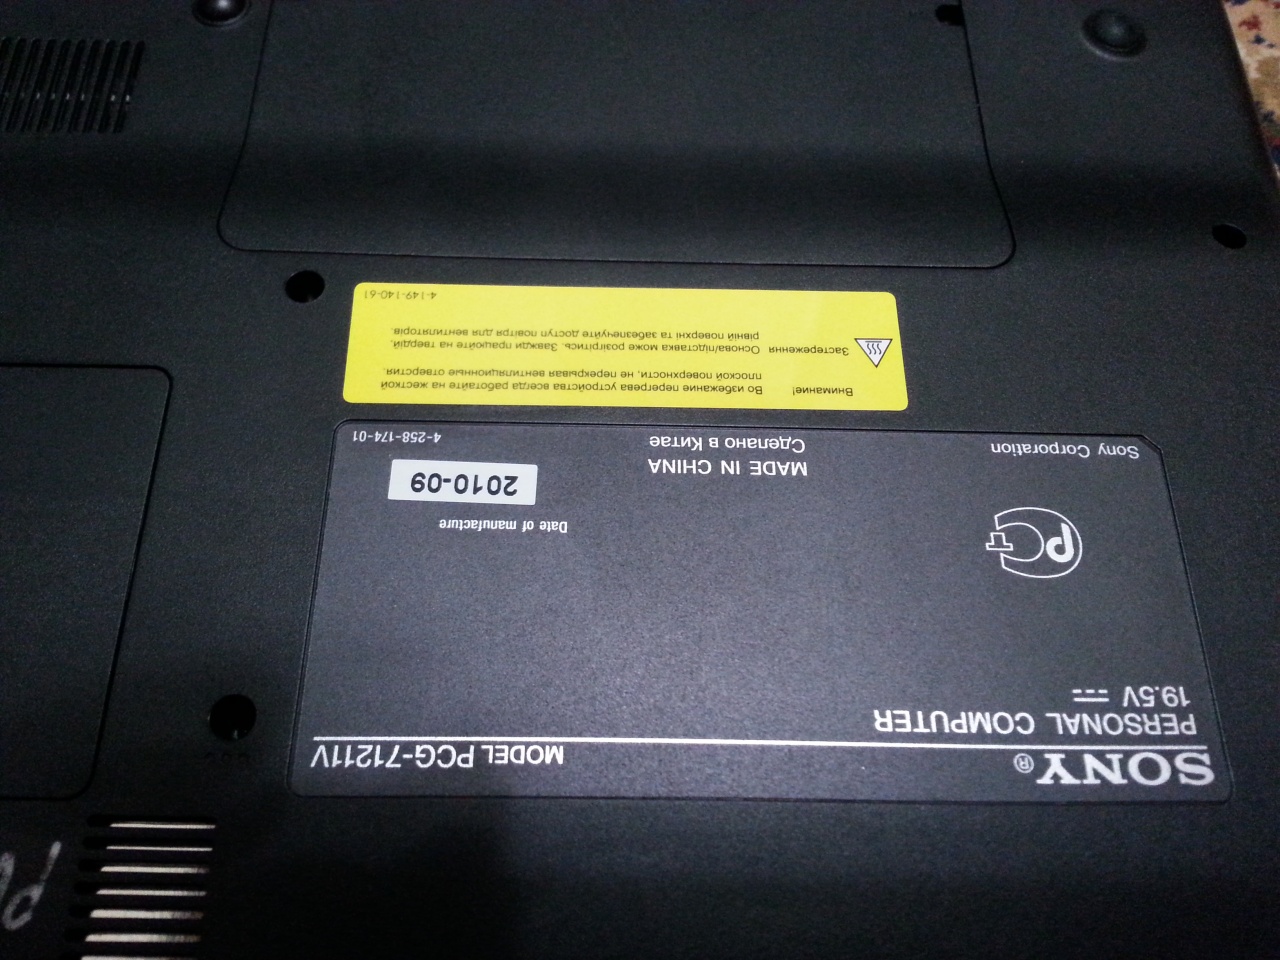 SONY® MODEL PCG-71211V
PERSONAL COMPUTER
19.5V
РСТ
Date of manufacture
2010-09
Sony Corporation
MADE IN CHINA
Сделано в Китае
4-258-174-01
Внимание! Во избежание перегрева устройства всегда работайте на жесткой
плоской поверхности, не перекрывая вентиляционные отверстия.
Застереження Основа/підставка може розігрітись. Завжди працюйте на твердій,
рівній поверхні та забезпечуйте доступ повітря для вентиляторів.
4-149-140-61